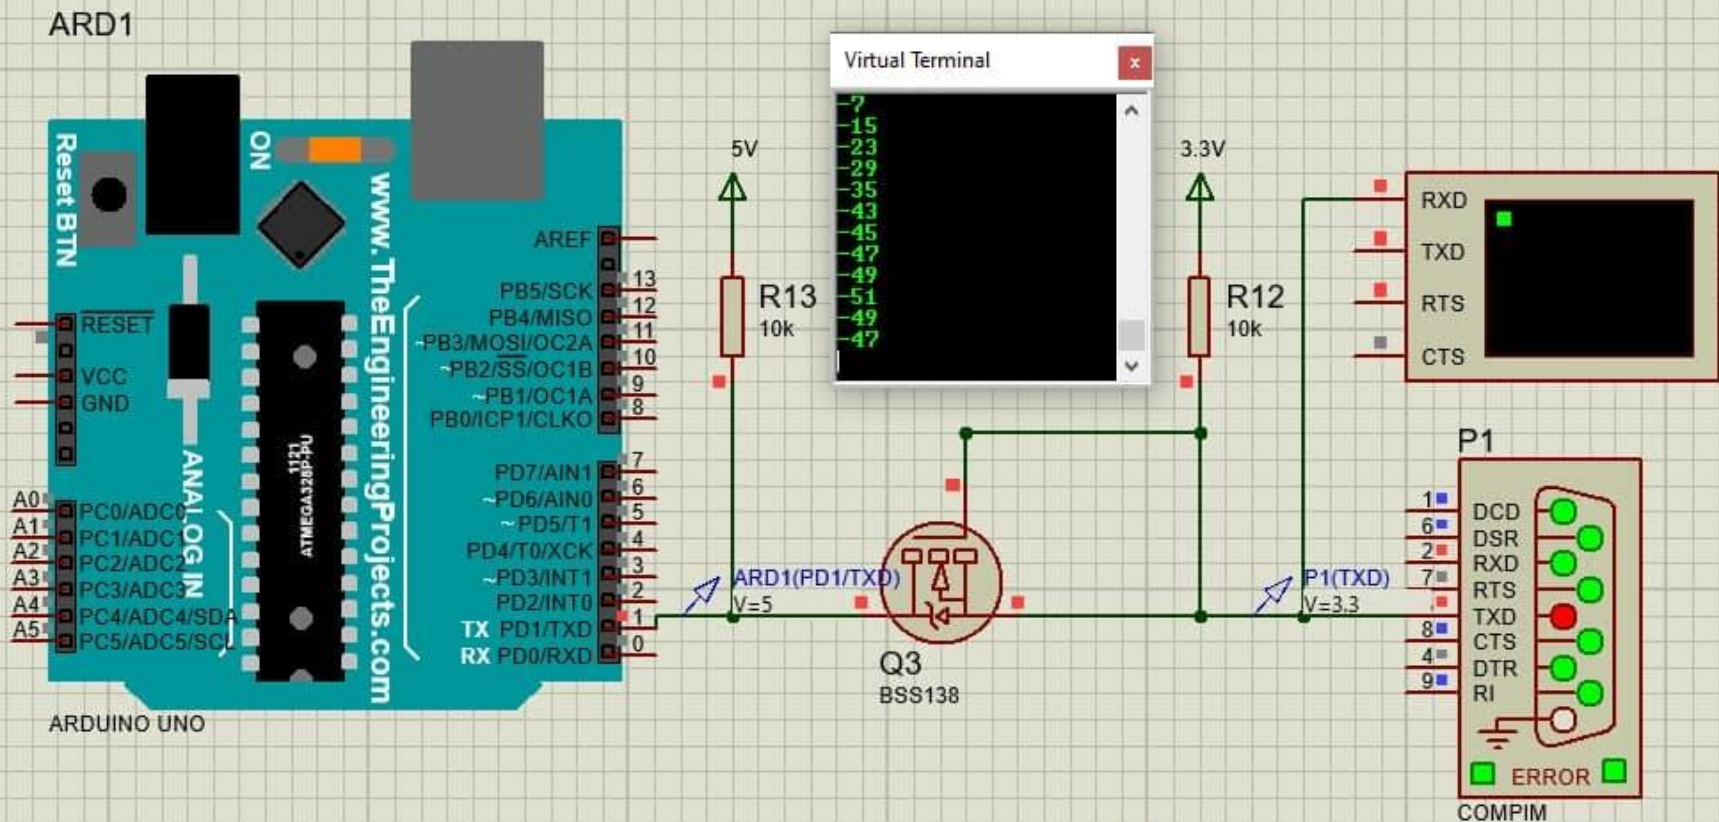 ARD1
Reset BTN
ON
www.TheEngineeringProjects.com
ANALOG IN
1121
ATMEGA328P-PU
RESET
VCC
GND
A0 PC0/ADC0
A1 PC1/ADC1
A2 PC2/ADC2
A3 PC3/ADC3
A4 PC4/ADC4/SDA
A5 PC5/ADC5/SCL
AREF
PB5/SCK 13
PB4/MISO 12
~PB3/MOSI/OC2A 11
~PB2/SS/OC1B 10
~PB1/OC1A 9
PB0/ICP1/CLKO 8
PD7/AIN1 7
~PD6/AIN0 6
~PD5/T1 5
PD4/T0/XCK 4
~PD3/INT1 3
PD2/INT0 2
TX PD1/TXD 1
RX PD0/RXD 0
ARDUINO UNO
5V
R13
10k
ARD1(PD1/TXD)
V=5
Virtual Terminal
x
-7
-15
-23
-29
-35
-43
-45
-47
-49
-51
-49
-47
Q3
BSS138
3.3V
R12
10k
P1(TXD)
V=3.3
RXD
TXD
RTS
CTS
P1
1 DCD
6 DSR
2 RXD
7 RTS
TXD
8 CTS
4 DTR
9 RI
ERROR
COMPIM